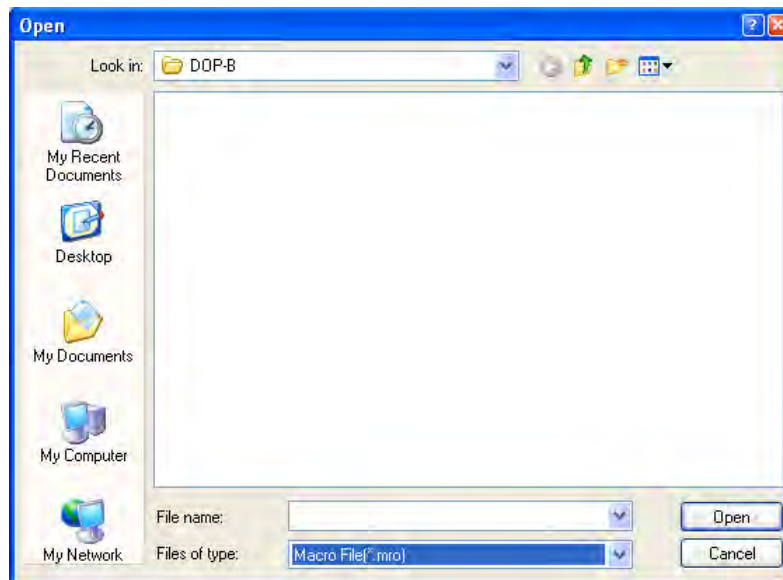 Open
Look in: DOP-B
My Recent
Documents
Desktop
My Documents
My Computer
My Network
File name:
Open
Files of type: Macro File(*.mro)
Cancel